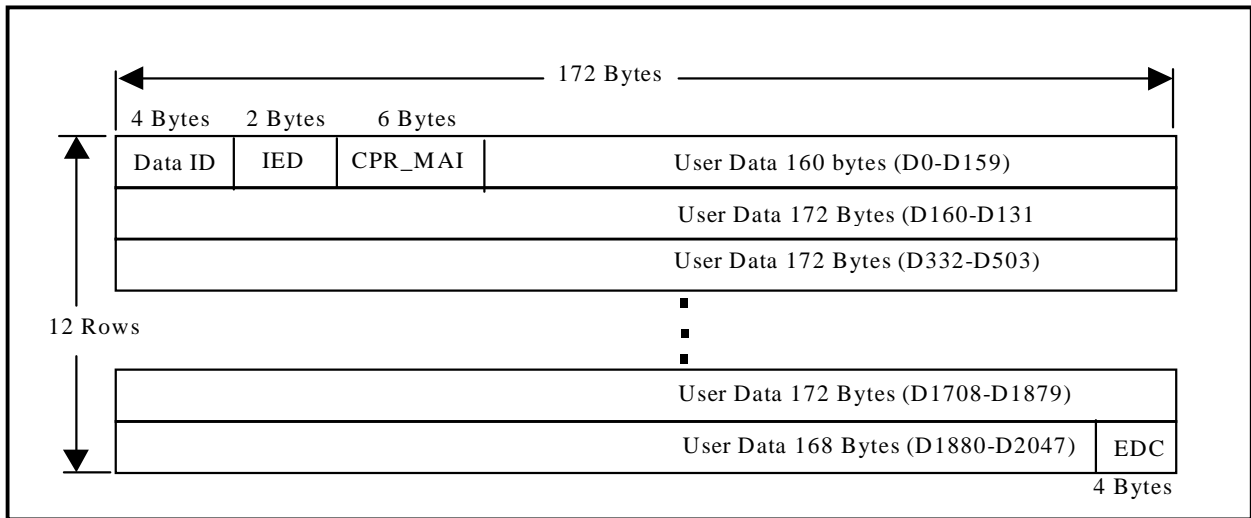 172 Bytes
4 Bytes 2 Bytes 6 Bytes
Data ID IED CPR_MAI User Data 160 bytes (D0-D159)
User Data 172 Bytes (D160-D131
User Data 172 Bytes (D332-D503)
12 Rows
User Data 172 Bytes (D1708-D1879)
User Data 168 Bytes (D1880-D2047) EDC
4 Bytes